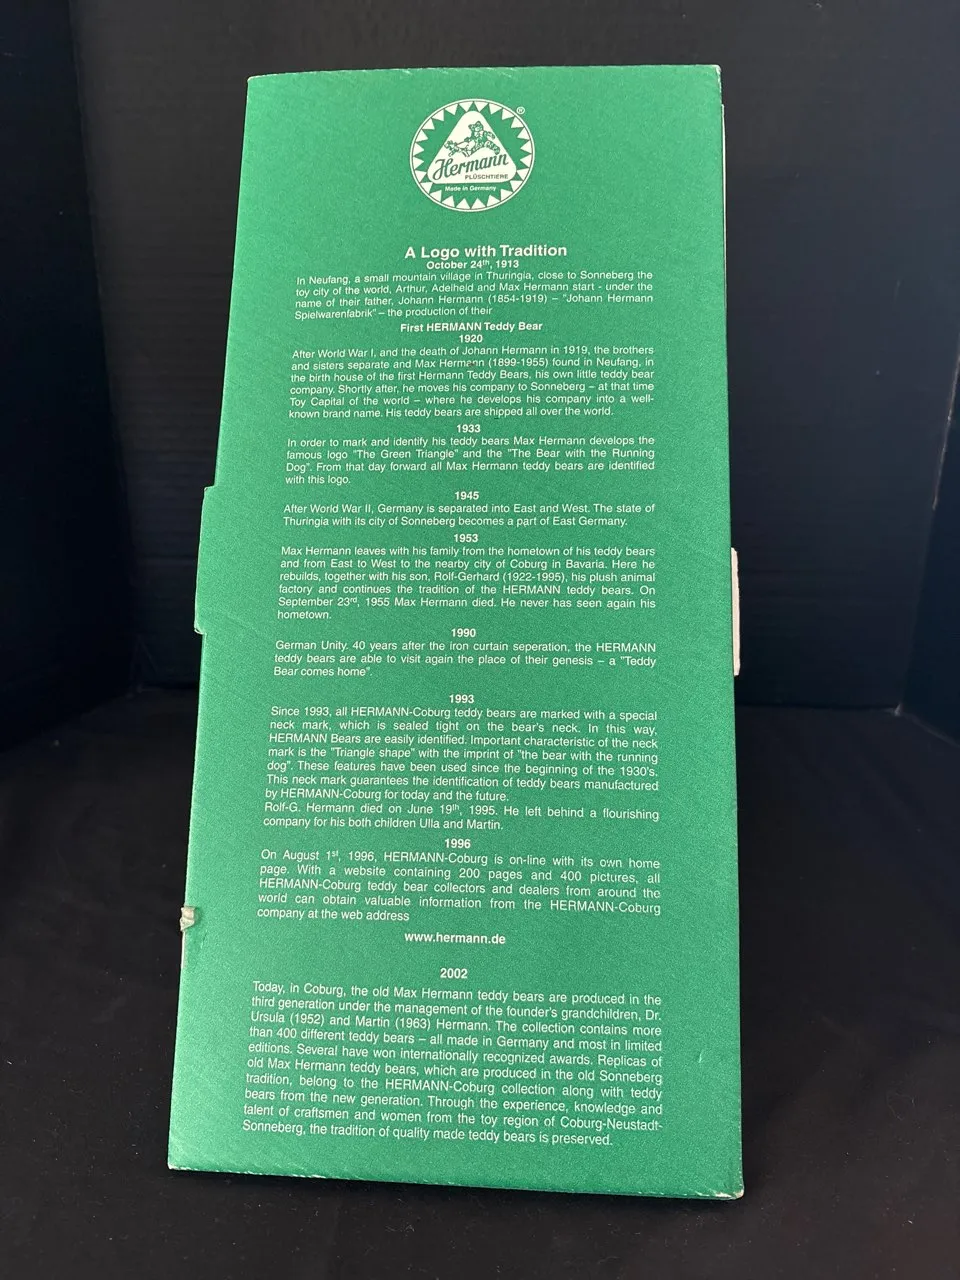 ®
Hermann
PLÜSCHTIERE
Made in Germany
A Logo with Tradition
October 24th, 1913
In Neufang, a small mountain village in Thuringia, close to Sonneberg the
toy city of the world, Arthur, Adelheid and Max Hermann start - under the
name of their father, Johann Hermann (1854-1919) – "Johann Hermann
Spielwarenfabrik" – the production of their
First HERMANN Teddy Bear
1920
After World War I, and the death of Johann Hermann in 1919, the brothers
and sisters separate and Max Hermann (1899-1955) found in Neufang, in
the birth house of the first Hermann Teddy Bears, his own little teddy bear
company. Shortly after, he moves his company to Sonneberg – at that time
Toy Capital of the world – where he develops his company into a well-
known brand name. His teddy bears are shipped all over the world.
1933
In order to mark and identify his teddy bears Max Hermann develops the
famous logo "The Green Triangle" and the "The Bear with the Running
Dog". From that day forward all Max Hermann teddy bears are identified
with this logo.
1945
After World War II, Germany is separated into East and West. The state of
Thuringia with its city of Sonneberg becomes a part of East Germany.
1953
Max Hermann leaves with his family from the hometown of his teddy bears
and from East to West to the nearby city of Coburg in Bavaria. Here he
rebuilds, together with his son, Rolf-Gerhard (1922-1995), his plush animal
factory and continues the tradition of the HERMANN teddy bears. On
September 23rd, 1955 Max Hermann died. He never has seen again his
hometown.
1990
German Unity. 40 years after the iron curtain seperation, the HERMANN
teddy bears are able to visit again the place of their genesis – a "Teddy
Bear comes home".
1993
Since 1993, all HERMANN-Coburg teddy bears are marked with a special
neck mark, which is sealed tight on the bear's neck. In this way,
HERMANN Bears are easily identified. Important characteristic of the neck
mark is the "Triangle shape" with the imprint of "the bear with the running
dog". These features have been used since the beginning of the 1930's.
This neck mark guarantees the identification of teddy bears manufactured
by HERMANN-Coburg for today and the future.
Rolf-G. Hermann died on June 19th, 1995. He left behind a flourishing
company for his both children Ulla and Martin.
1996
On August 1st, 1996, HERMANN-Coburg is on-line with its own home
page. With a website containing 200 pages and 400 pictures, all
HERMANN-Coburg teddy bear collectors and dealers from around the
world can obtain valuable information from the HERMANN-Coburg
company at the web address
www.hermann.de
2002
Today, in Coburg, the old Max Hermann teddy bears are produced in the
third generation under the management of the founder's grandchildren, Dr.
Ursula (1952) and Martin (1963) Hermann. The collection contains more
than 400 different teddy bears – all made in Germany and most in limited
editions. Several have won internationally recognized awards. Replicas of
old Max Hermann teddy bears, which are produced in the old Sonneberg
tradition, belong to the HERMANN-Coburg collection along with teddy
bears from the new generation. Through the experience, knowledge and
talent of craftsmen and women from the toy region of Coburg-Neustadt-
Sonneberg, the tradition of quality made teddy bears is preserved.